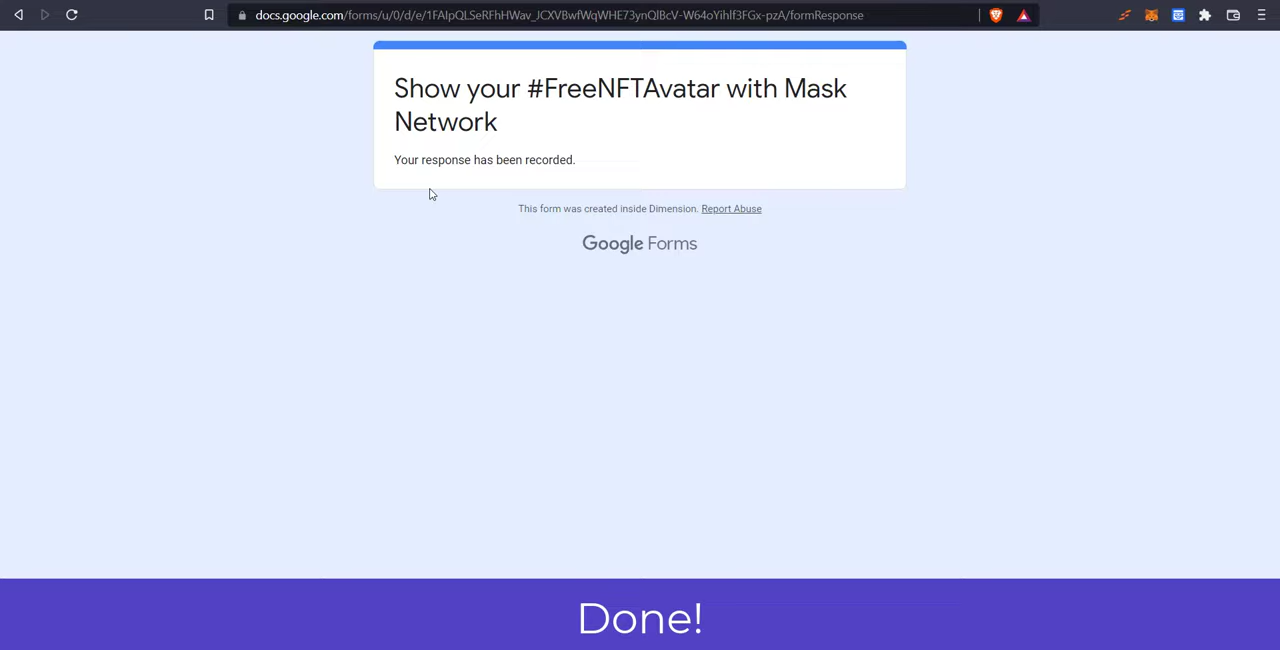 docs.google.com/forms/u/0/d/e/1FAIpQLSeRFhHWav_JCXVBwfWqWHE73ynQlBcV-W64oYihlf3FGx-pzA/formResponse
Show your #FreeNFTAvatar with Mask
Network
Your response has been recorded.
This form was created inside Dimension. Report Abuse
Google Forms
Done!